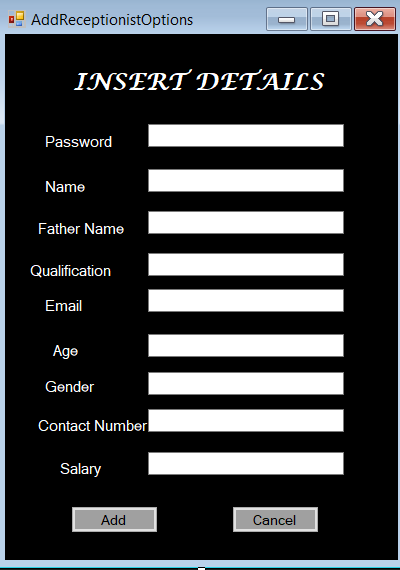 AddReceptionistOptions
INSERT DETAILS
Password
Name
Father Name
Qualification
Email
Age
Gender
Contact Number
Salary
Add Cancel